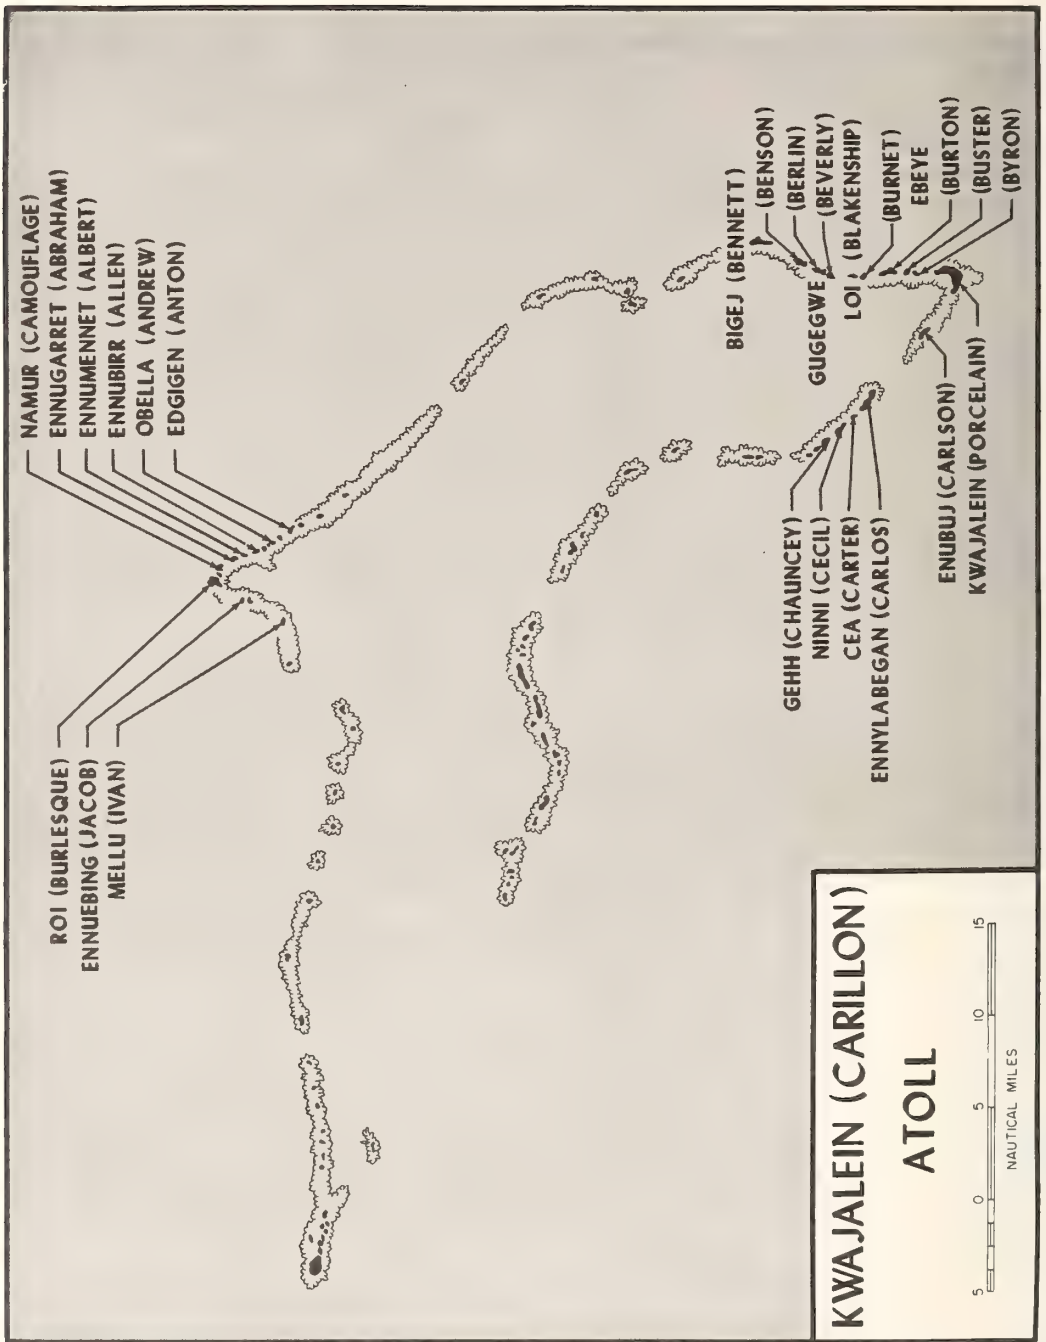 NAMUR (CAMOUFLAGE)
ENNUGARRET (ABRAHAM)
ENNUMENNET (ALBERT)
ENNUBIRR (ALLEN)
OBELLA (ANDREW)
EDGIGEN (ANTON)
ROI (BURLESQUE)
ENNUEBING (JACOB)
MELLU (IVAN)
BIGEJ (BENNETT)
(BENSON)
(BERLIN)
GUGEGWE (BEVERLY)
LOI (BLAKENSHIP)
(BURNET)
EBEYE
(BURTON)
(BUSTER)
(BYRON)
GEHH (CHAUNCEY)
NINNI (CECIL)
CEA (CARTER)
ENNYLABEGAN (CARLOS)
ENUBUJ (CARLSON)
KWAJALEIN (PORCELAIN)
KWAJALEIN (CARILLON)
ATOLL
5 0 5 10 15
NAUTICAL MILES